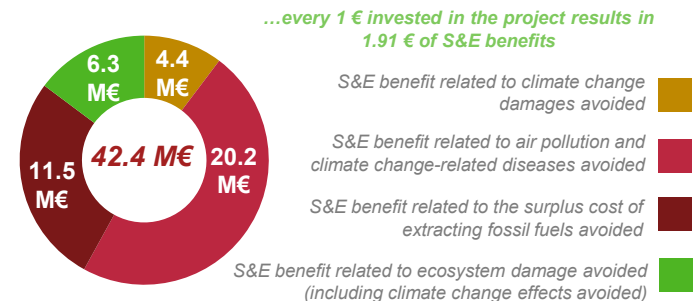 …every 1 € invested in the project results in
1.91 € of S&E benefits
6.3
M€
4.4
M€
42.4 M€
20.2
M€
11.5
M€
S&E benefit related to climate change
damages avoided
S&E benefit related to air pollution and
climate change-related diseases avoided
S&E benefit related to the surplus cost of
extracting fossil fuels avoided
S&E benefit related to ecosystem damage avoided
(including climate change effects avoided)